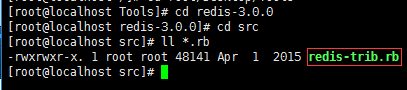 [root@localhost Tools]# cd redis-3.0.0
[root@localhost redis-3.0.0]# cd src
[root@localhost src]# ll *.rb
-rwxrwxr-x. 1 root root 48141 Apr  1  2015 redis-trib.rb
[root@localhost src]#